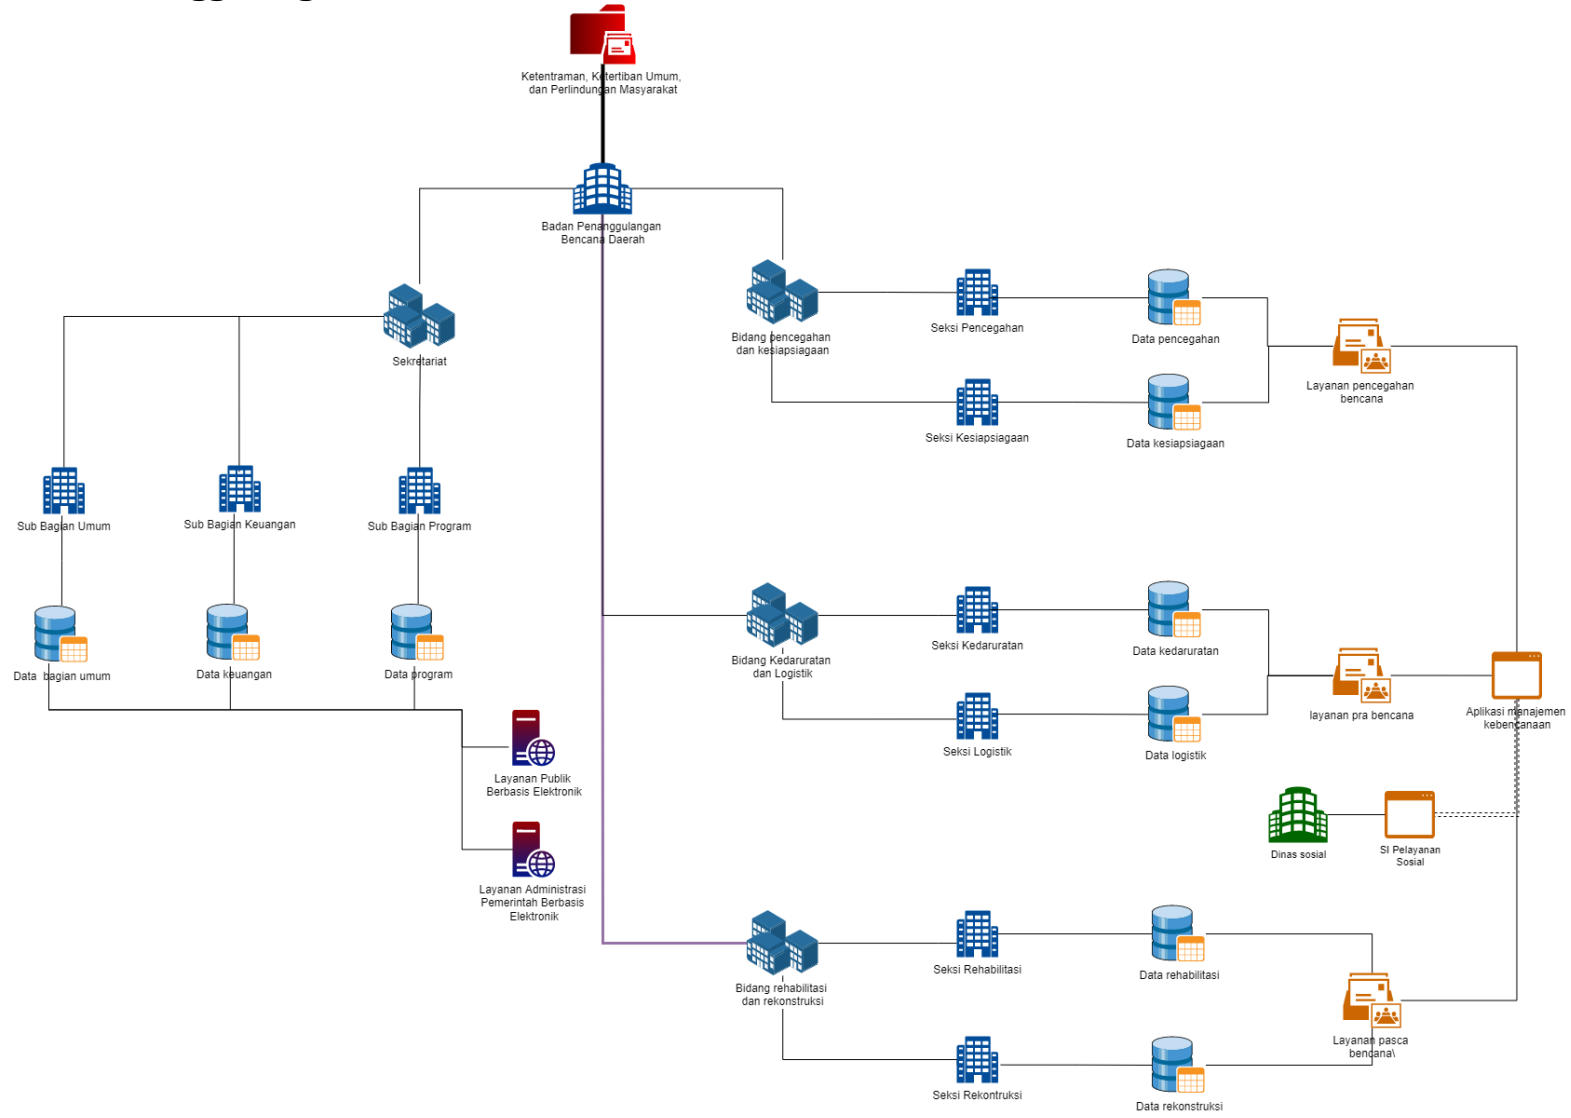 Ketentraman, Ketertiban Umum,
dan Perlindungan Masyarakat
Badan Penanggulangan
Bencana Daerah
Sekretariat
Sub Bagian Umum
Sub Bagian Keuangan
Sub Bagian Program
Data bagian umum
Data keuangan
Data program
Layanan Publik
Berbasis Elektronik
Layanan Administrasi
Pemerintah Berbasis
Elektronik
Bidang pencegahan
dan kesiapsiagaan
Seksi Pencegahan
Data pencegahan
Seksi Kesiapsiagaan
Data kesiapsiagaan
Layanan pencegahan
bencana
Bidang Kedaruratan
dan Logistik
Seksi Kedaruratan
Data kedaruratan
Seksi Logistik
Data logistik
layanan pra bencana
Aplikasi manajemen
kebencanaan
Dinas sosial
SI Pelayanan
Sosial
Bidang rehabilitasi
dan rekonstruksi
Seksi Rehabilitasi
Data rehabilitasi
Seksi Rekontruksi
Data rekonstruksi
Layanan pasca
bencana\